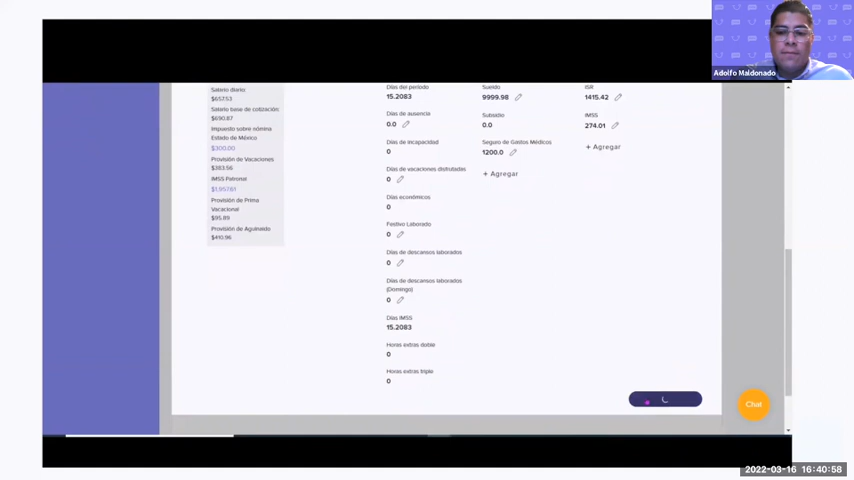 Adolfo Maldonado
Salario diario:
$657.53
Salario base de cotización:
$690.87
Impuesto sobre nómina
Estado de México
$300.00
Provisión de Vacaciones
$383.56
IMSS Patronal
$1,957.61
Provisión de Prima
Vacacional
$95.89
Provisión de Aguinaldo
$410.96
Días del periodo
15.2083
Días de ausencia
0.0
Días de incapacidad
0
Días de vacaciones disfrutadas
0
Días económicos
0
Festivo Laborado
0
Días de descansos laborados
0
Días de descansos laborados
(Domingo)
0
Días IMSS
15.2083
Horas extras doble
0
Horas extras triple
0
Sueldo
9999.98
Subsidio
0.0
Seguro de Gastos Médicos
1200.0
+ Agregar
ISR
1415.42
IMSS
274.01
+ Agregar
Chat
2022-03-16 16:40:58